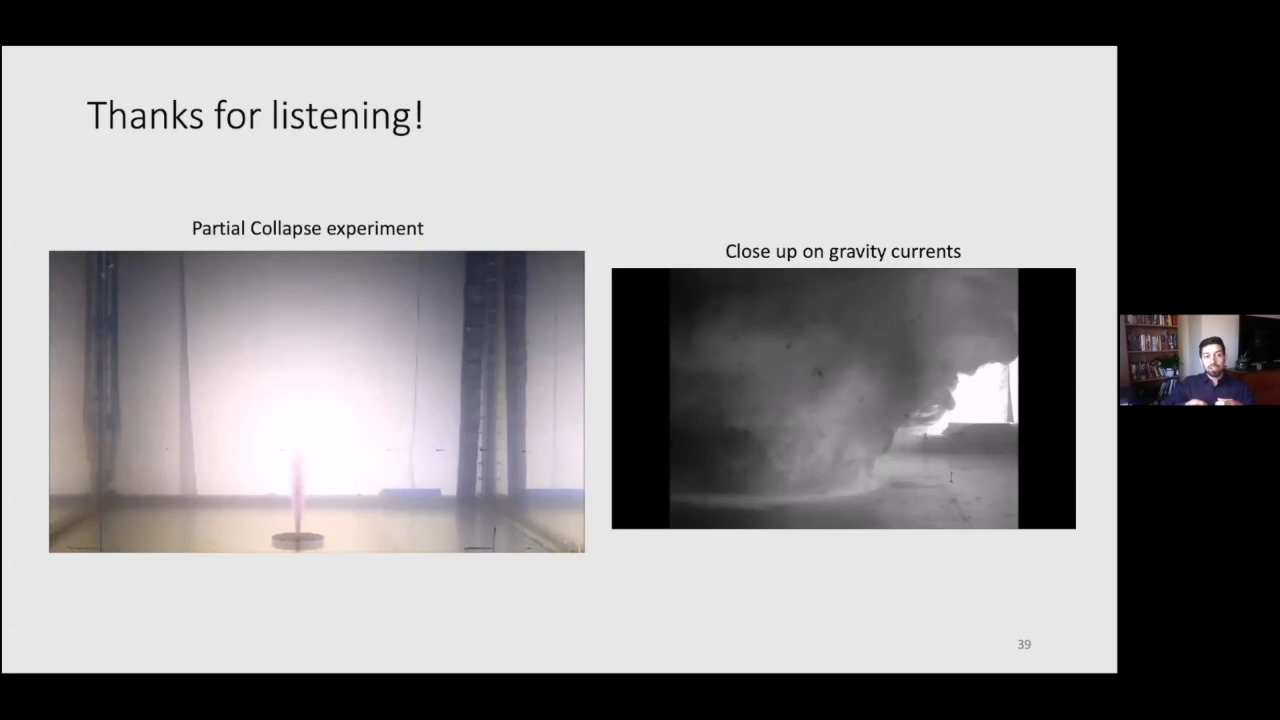 Thanks for listening!
Partial Collapse experiment
Close up on gravity currents
39